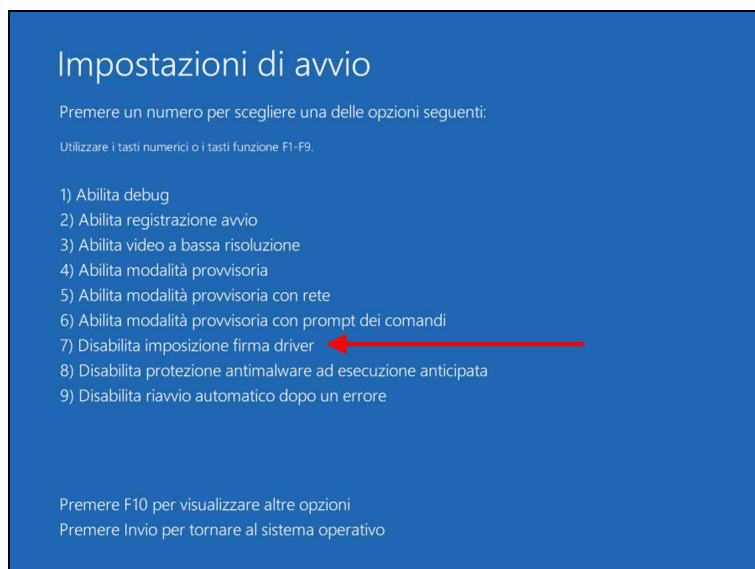 Impostazioni di avvio
Premere un numero per scegliere una delle opzioni seguenti:
Utilizzare i tasti numerici o i tasti funzione F1-F9.
1) Abilita debug
2) Abilita registrazione avvio
3) Abilita video a bassa risoluzione
4) Abilita modalità provvisoria
5) Abilita modalità provvisoria con rete
6) Abilita modalità provvisoria con prompt dei comandi
7) Disabilita imposizione firma driver
8) Disabilita protezione antimalware ad esecuzione anticipata
9) Disabilita riavvio automatico dopo un errore
Premere F10 per visualizzare altre opzioni
Premere Invio per tornare al sistema operativo